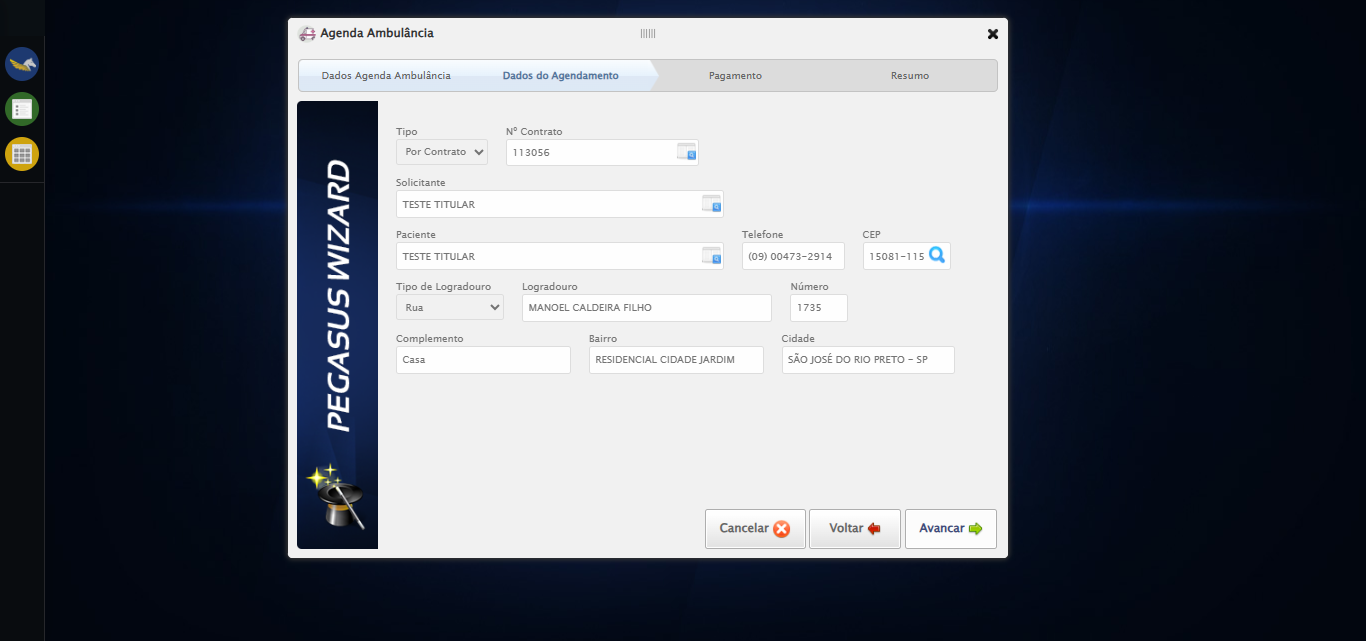 Agenda Ambulância
Dados Agenda Ambulância Dados do Agendamento Pagamento Resumo
PEGASUS WIZARD
Tipo Nº Contrato
Por Contrato 113056
Solicitante
TESTE TITULAR
Paciente Telefone CEP
TESTE TITULAR (09) 00473-2914 15081-115
Tipo de Logradouro Logradouro Número
Rua MANOEL CALDEIRA FILHO 1735
Complemento Bairro Cidade
Casa RESIDENCIAL CIDADE JARDIM SÃO JOSÉ DO RIO PRETO - SP
Cancelar Voltar Avancar